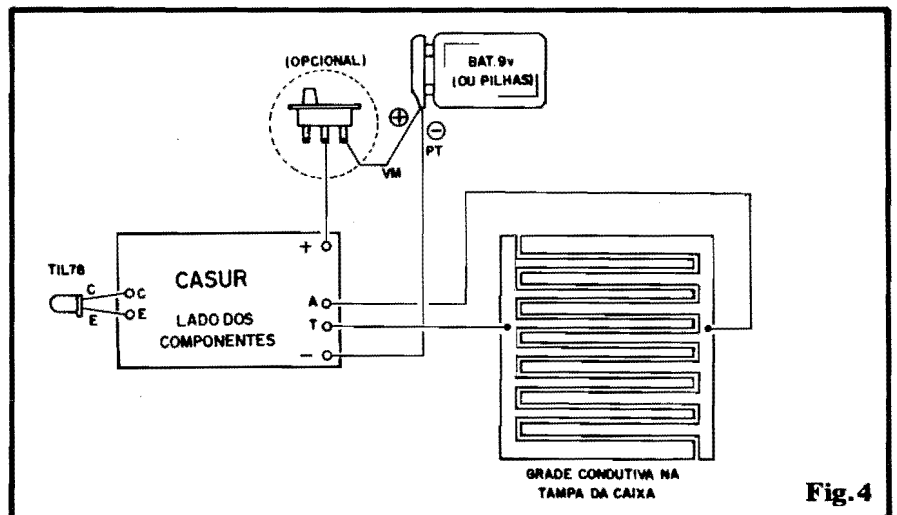 (OPCIONAL)
BAT. 9v
(OU PILHAS)
+
-
PT
VM
TIL78
C
E
C
E
CASUR
LADO DOS
COMPONENTES
+
A
T
-
GRADE CONDUTIVA NA
TAMPA DA CAIXA
Fig. 4